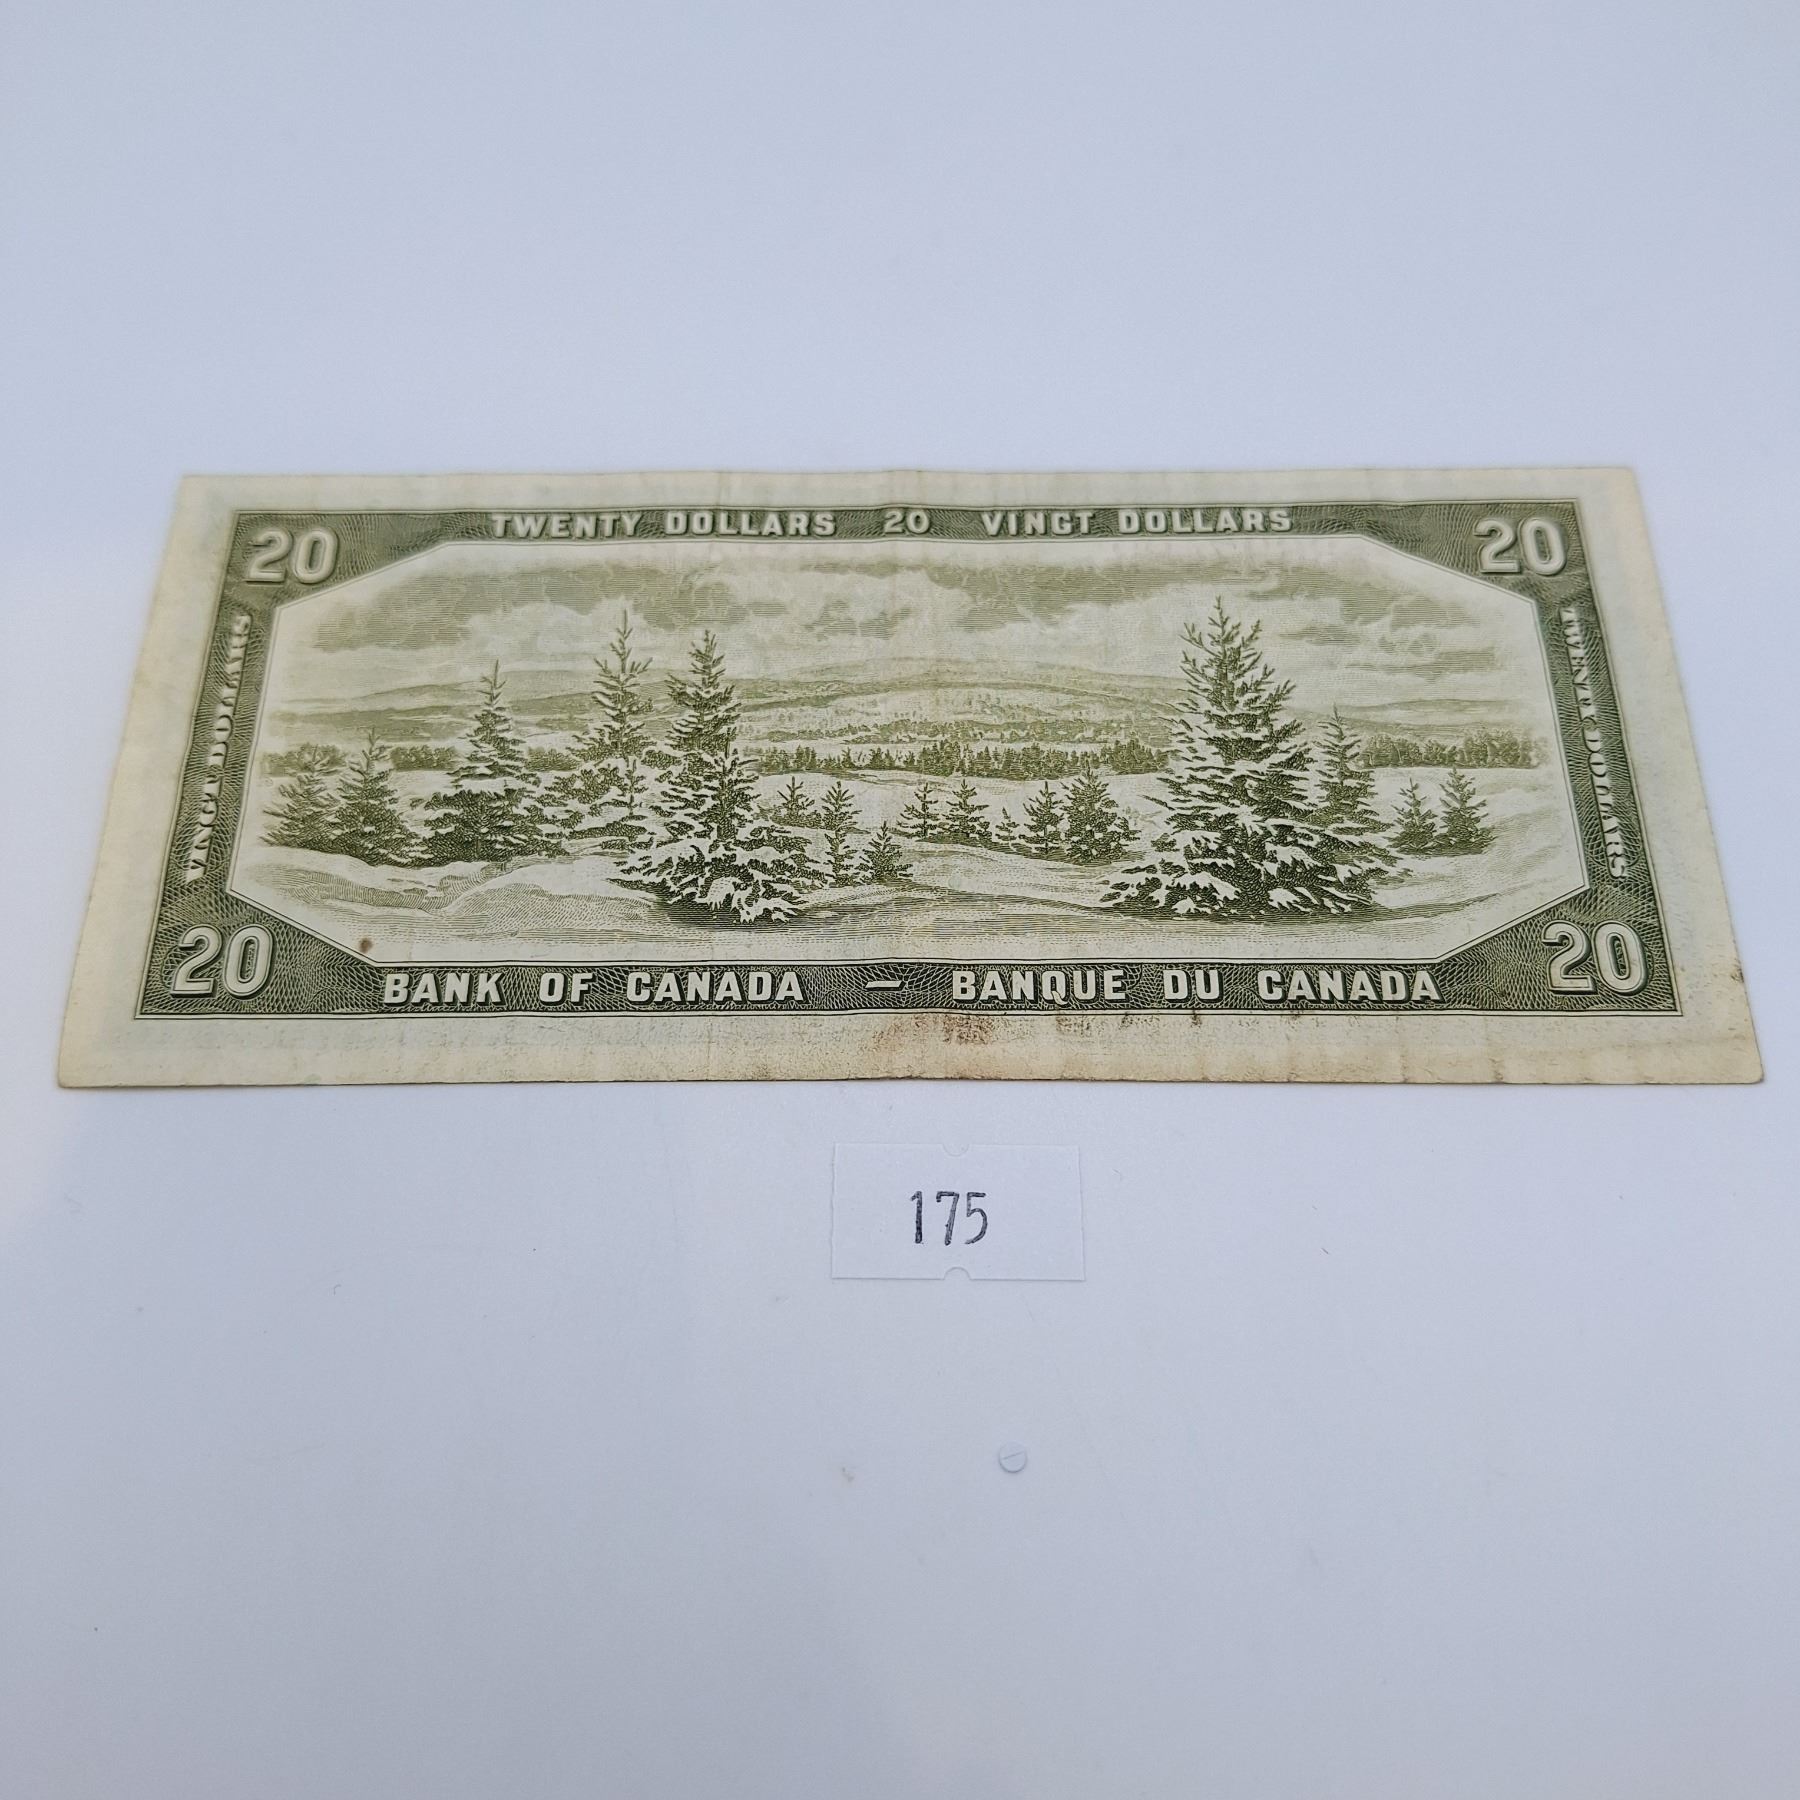 20 TWENTY DOLLARS 20 VINGT DOLLARS 20
VINGT DOLLARS
TWENTY DOLLARS
20 BANK OF CANADA – BANQUE DU CANADA 20
175